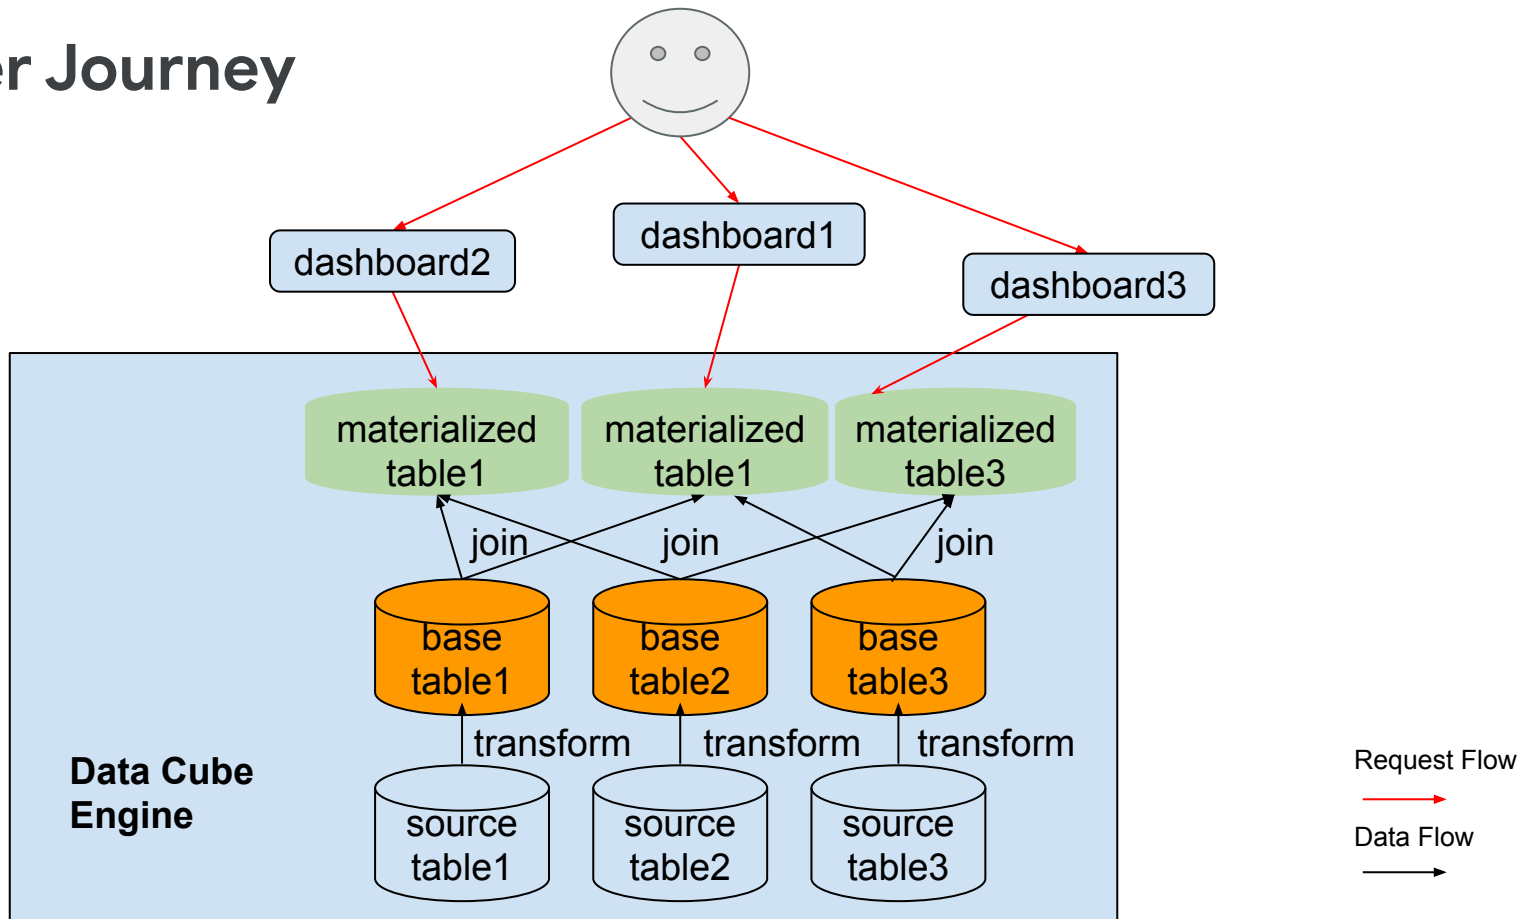 er Journey
dashboard1
dashboard2
dashboard3
materialized
table1
materialized
table1
materialized
table3
join
join
join
base
table1
base
table2
base
table3
transform
transform
transform
Data Cube
Engine
source
table1
source
table2
source
table3
Request Flow
Data Flow